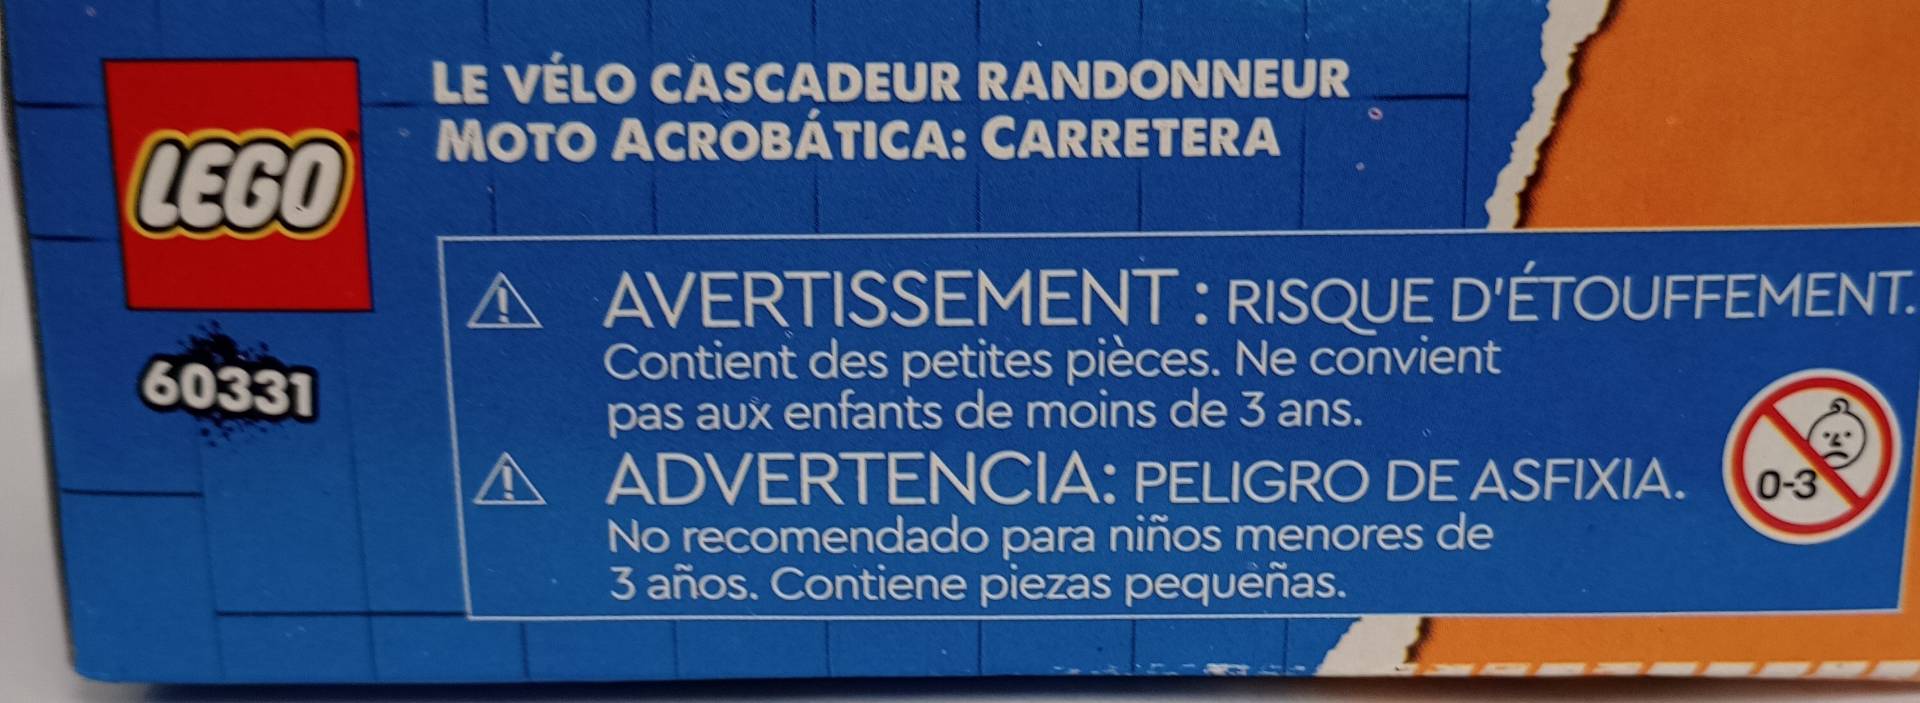 LEGO
60331
LE VÉLO CASCADEUR RANDONNEUR
MOTO ACROBÁTICA: CARRETERA
AVERTISSEMENT : RISQUE D'ÉTOUFFEMENT.
Contient des petites pièces. Ne convient
pas aux enfants de moins de 3 ans.
ADVERTENCIA: PELIGRO DE ASFIXIA.
No recomendado para niños menores de
3 años. Contiene piezas pequeñas.
0-3